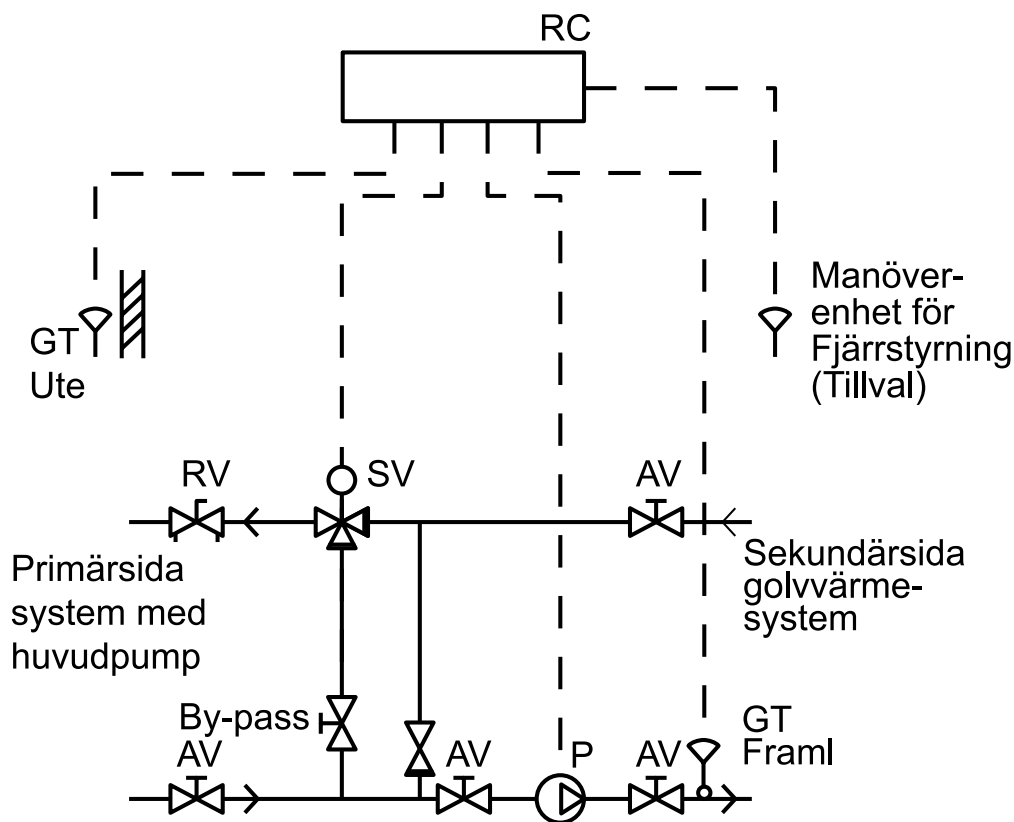 RC
GT
Ute
Manöver-
enhet för
Fjärrstyrning
(Tillval)
RV
SV
AV
Primärsida
system med
huvudpump
Sekundärsida
golvvärme-
system
By-pass
AV
AV
P
AV
GT
Framl